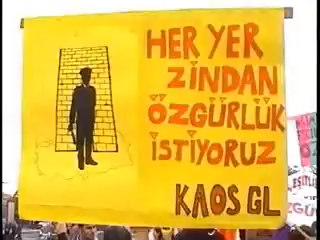 HER YER
ZİNDAN
ÖZGÜRLÜK
İSTİYORUZ
KAOS GL